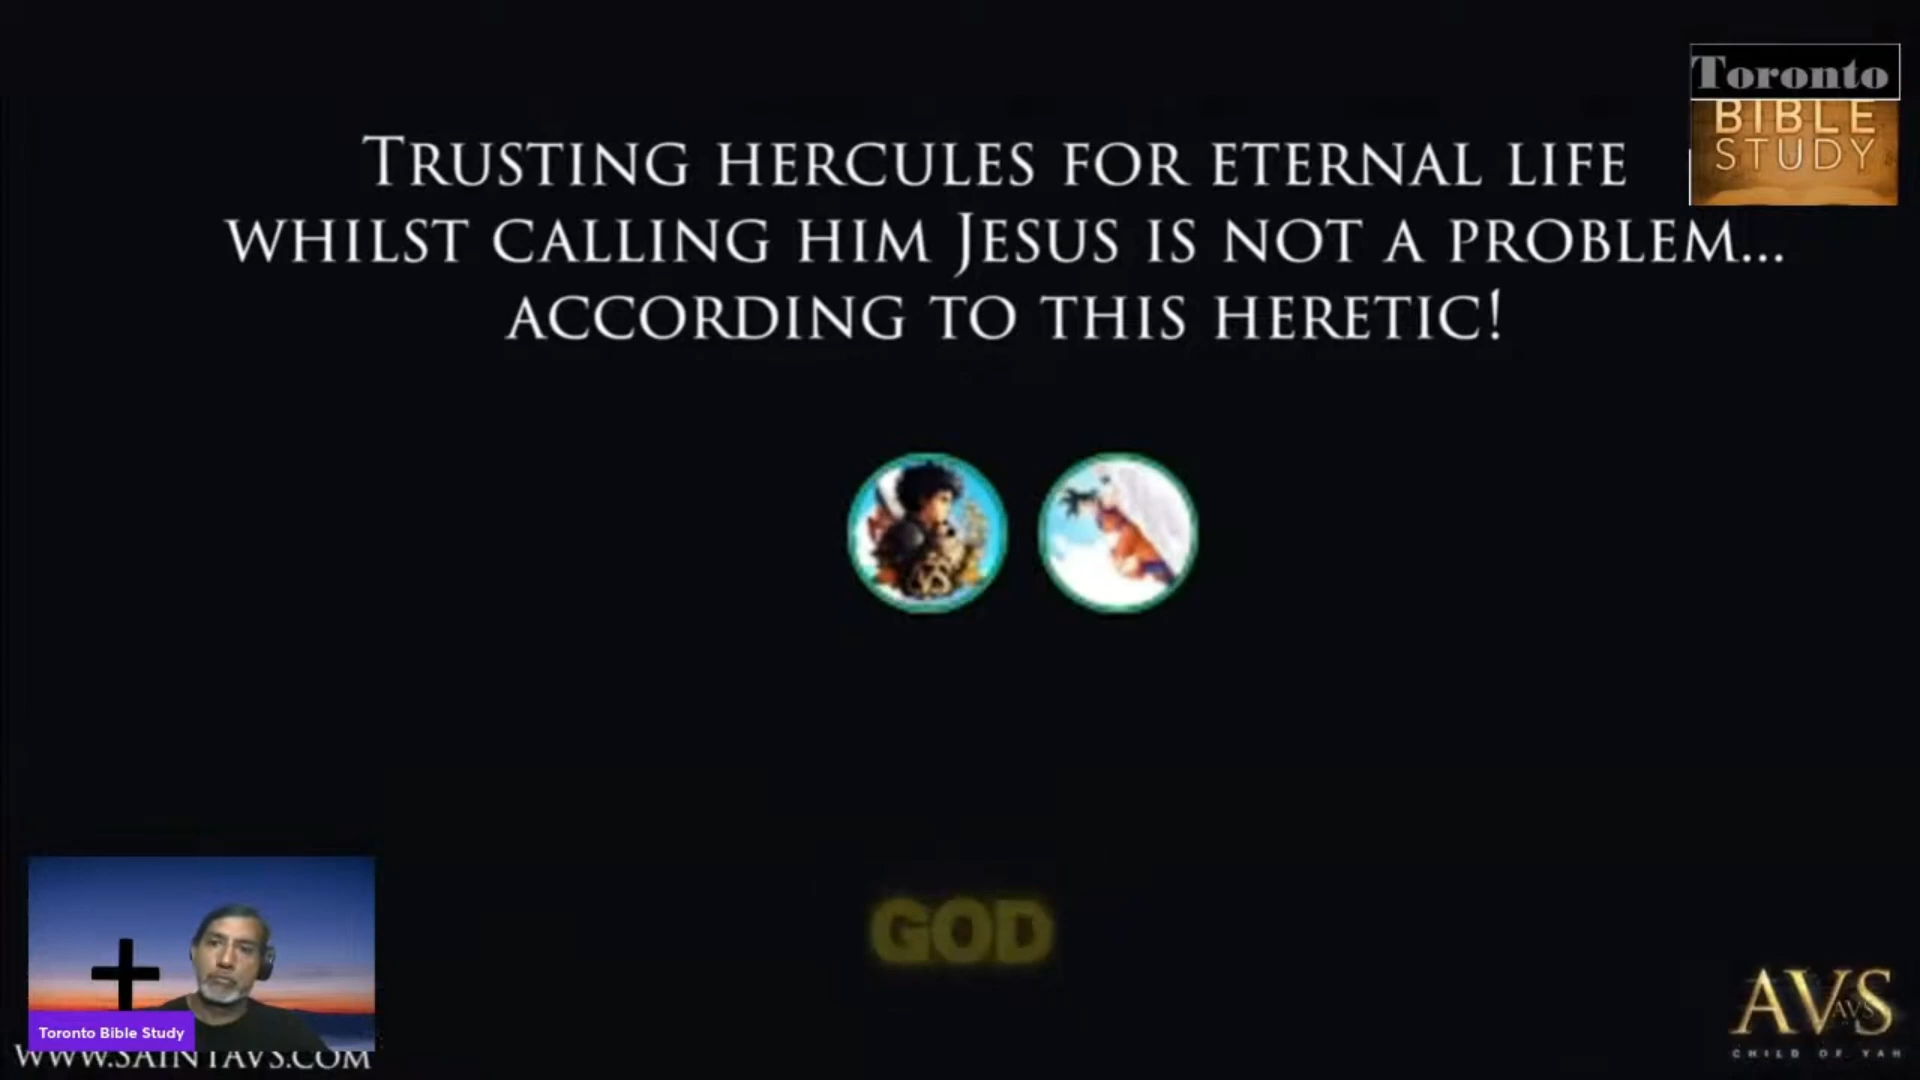 Toronto
BIBLE
STUDY
TRUSTING HERCULES FOR ETERNAL LIFE
WHILST CALLING HIM JESUS IS NOT A PROBLEM...
ACCORDING TO THIS HERETIC!
GOD
Toronto Bible Study
WWW.SAINTAVS.COM
AVS
AVS
CHILD OF YAH